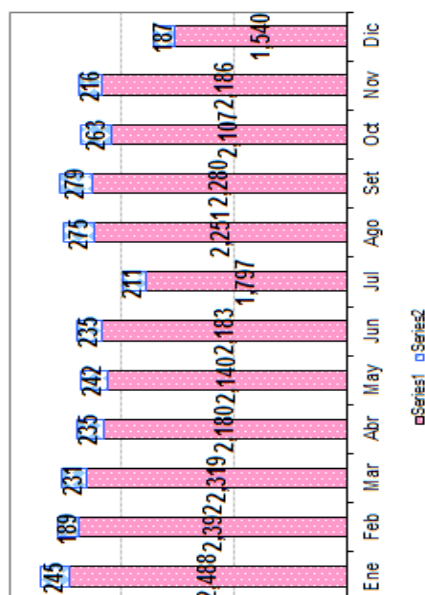 245 189 231 235 242 235 211 275 279 263 216 187
2,488 2,392 2,319 2,180 2,140 2,183 1,797 2,251 2,280 2,107 2,186 1,540
Ene Feb Mar Abr May Jun Jul Ago Set Oct Nov Dic
Series1 Series2